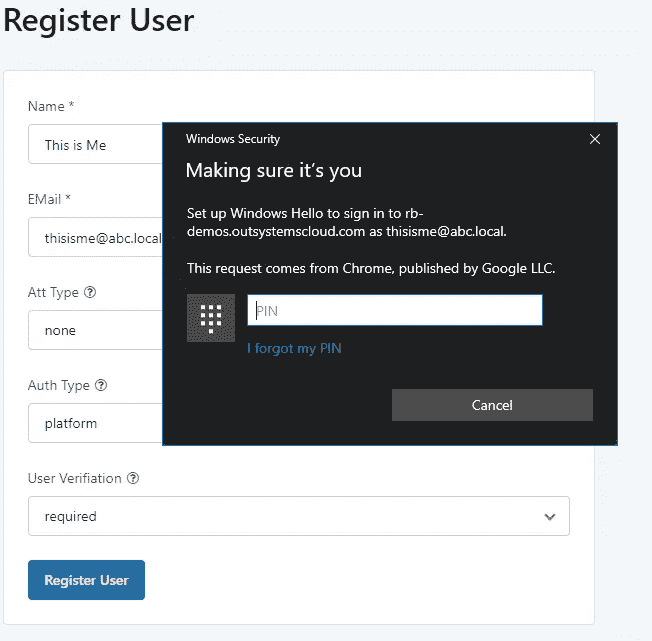 Register User
Name *
This is Me
EMail *
thisisme@abc.local
Att Type ?
none
Auth Type ?
platform
User Verifiation ?
required
Register User
Windows Security
Making sure it's you
Set up Windows Hello to sign in to rb-
demos.outsystemscloud.com as thisisme@abc.local.
This request comes from Chrome, published by Google LLC.
PIN
I forgot my PIN
Cancel